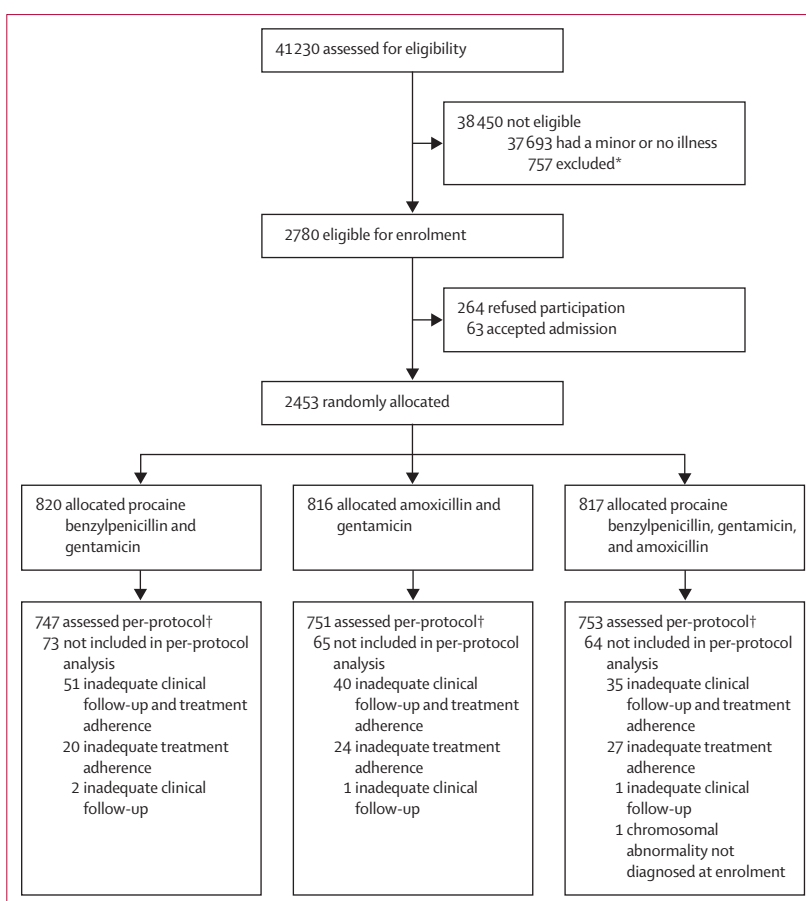 41230 assessed for eligibility
38450 not eligible
37693 had a minor or no illness
757 excluded*
2780 eligible for enrolment
264 refused participation
63 accepted admission
2453 randomly allocated
820 allocated procaine
benzylpenicillin and
gentamicin
816 allocated amoxicillin and
gentamicin
817 allocated procaine
benzylpenicillin, gentamicin,
and amoxicillin
747 assessed per-protocol†
73 not included in per-protocol
analysis
51 inadequate clinical
follow-up and treatment
adherence
20 inadequate treatment
adherence
2 inadequate clinical
follow-up
751 assessed per-protocol†
65 not included in per-protocol
analysis
40 inadequate clinical
follow-up and treatment
adherence
24 inadequate treatment
adherence
1 inadequate clinical
follow-up
753 assessed per-protocol†
64 not included in per-protocol
analysis
35 inadequate clinical
follow-up and treatment
adherence
27 inadequate treatment
adherence
1 inadequate clinical
follow-up
1 chromosomal
abnormality not
diagnosed at enrolment